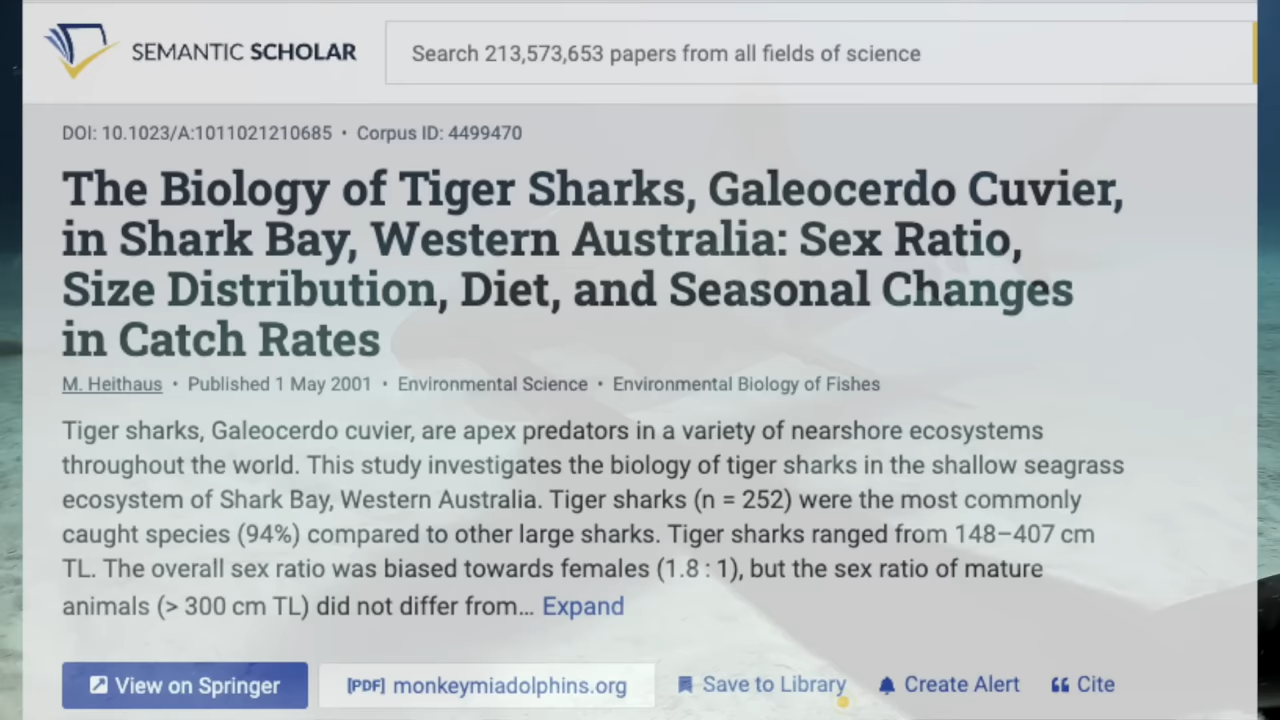 SEMANTIC SCHOLAR
Search 213,573,653 papers from all fields of science
DOI: 10.1023/A:1011021210685 • Corpus ID: 4499470
The Biology of Tiger Sharks, Galeocerdo Cuvier,
in Shark Bay, Western Australia: Sex Ratio,
Size Distribution, Diet, and Seasonal Changes
in Catch Rates
M. Heithaus • Published 1 May 2001 • Environmental Science • Environmental Biology of Fishes
Tiger sharks, Galeocerdo cuvier, are apex predators in a variety of nearshore ecosystems
throughout the world. This study investigates the biology of tiger sharks in the shallow seagrass
ecosystem of Shark Bay, Western Australia. Tiger sharks (n = 252) were the most commonly
caught species (94%) compared to other large sharks. Tiger sharks ranged from 148–407 cm
TL. The overall sex ratio was biased towards females (1.8 : 1), but the sex ratio of mature
animals (> 300 cm TL) did not differ from... Expand
View on Springer
[PDF] monkeymiadolphins.org
Save to Library
Create Alert
Cite